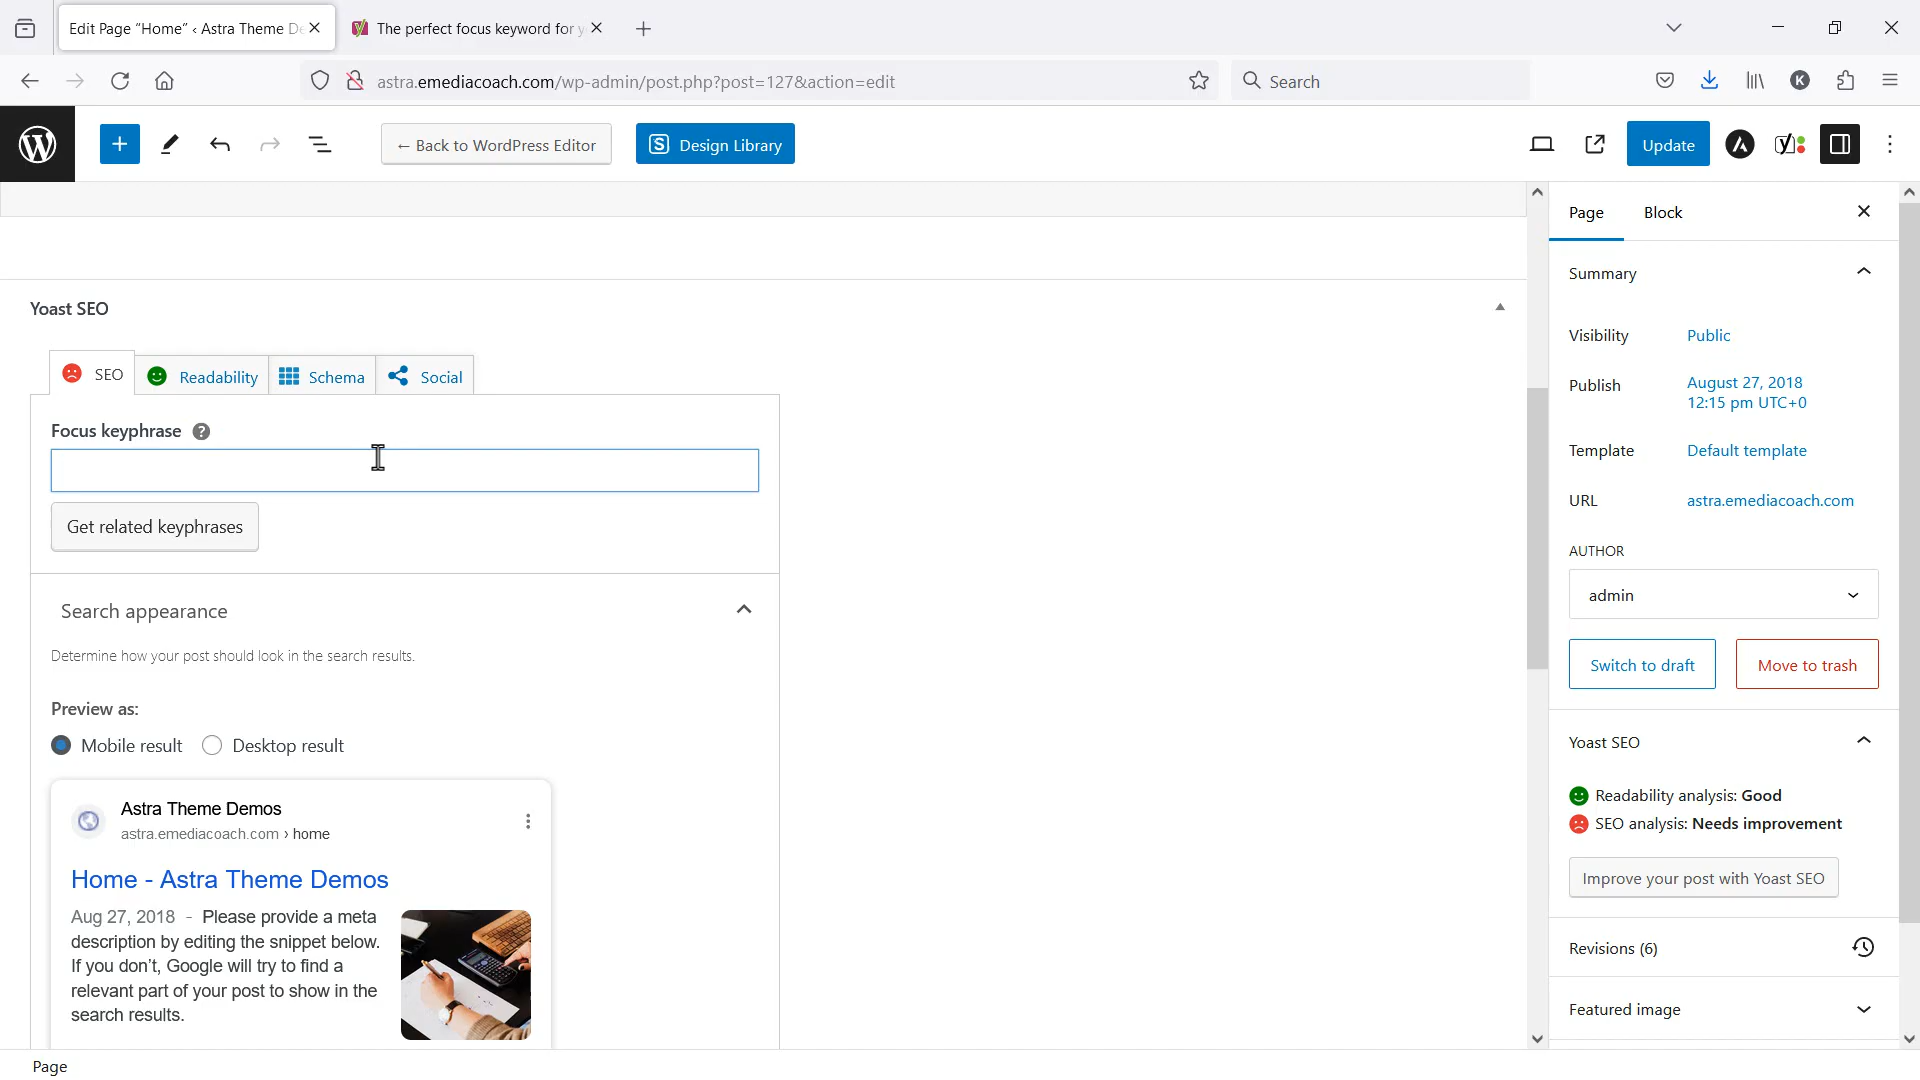 Edit Page “Home” ‹ Astra Theme De
The perfect focus keyword for y
astra.emediacoach.com/wp-admin/post.php?post=127&action=edit
Search
K
← Back to WordPress Editor
Design Library
Update
Page
Block
Summary
Visibility
Public
Publish
August 27, 2018
12:15 pm UTC+0
Template
Default template
URL
astra.emediacoach.com
AUTHOR
admin
Switch to draft
Move to trash
Yoast SEO
Readability analysis: Good
SEO analysis: Needs improvement
Improve your post with Yoast SEO
Revisions (6)
Featured image
Yoast SEO
SEO
Readability
Schema
Social
Focus keyphrase
Get related keyphrases
Search appearance
Determine how your post should look in the search results.
Preview as:
Mobile result
Desktop result
Astra Theme Demos
astra.emediacoach.com › home
Home - Astra Theme Demos
Aug 27, 2018 - Please provide a meta
description by editing the snippet below.
If you don’t, Google will try to find a
relevant part of your post to show in the
search results.
Page